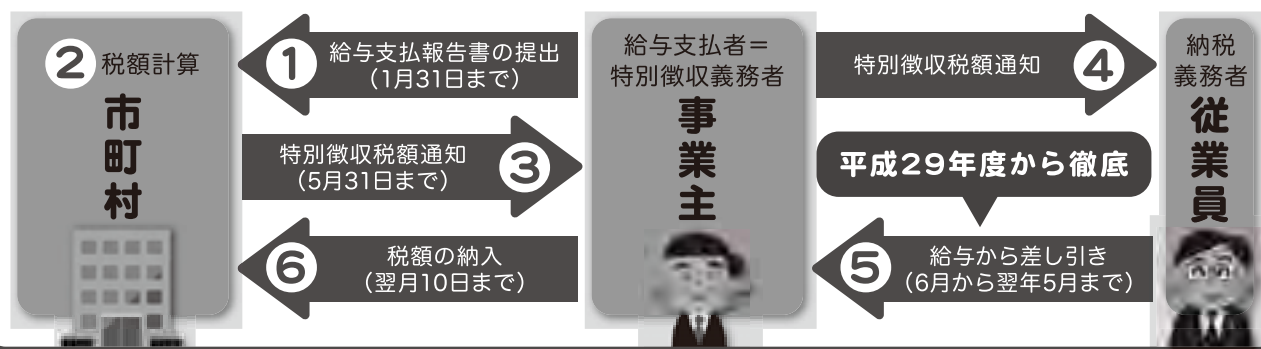 ② 税額計算
市町村
① 給与支払報告書の提出
（1月31日まで）
特別徴収税額通知 ③
（5月31日まで）
⑥ 税額の納入
（翌月10日まで）
給与支払者＝
特別徴収義務者
事業主
特別徴収税額通知 ④
平成29年度から徹底
⑤ 給与から差し引き
（6月から翌年5月まで）
納税
義務者
従業員